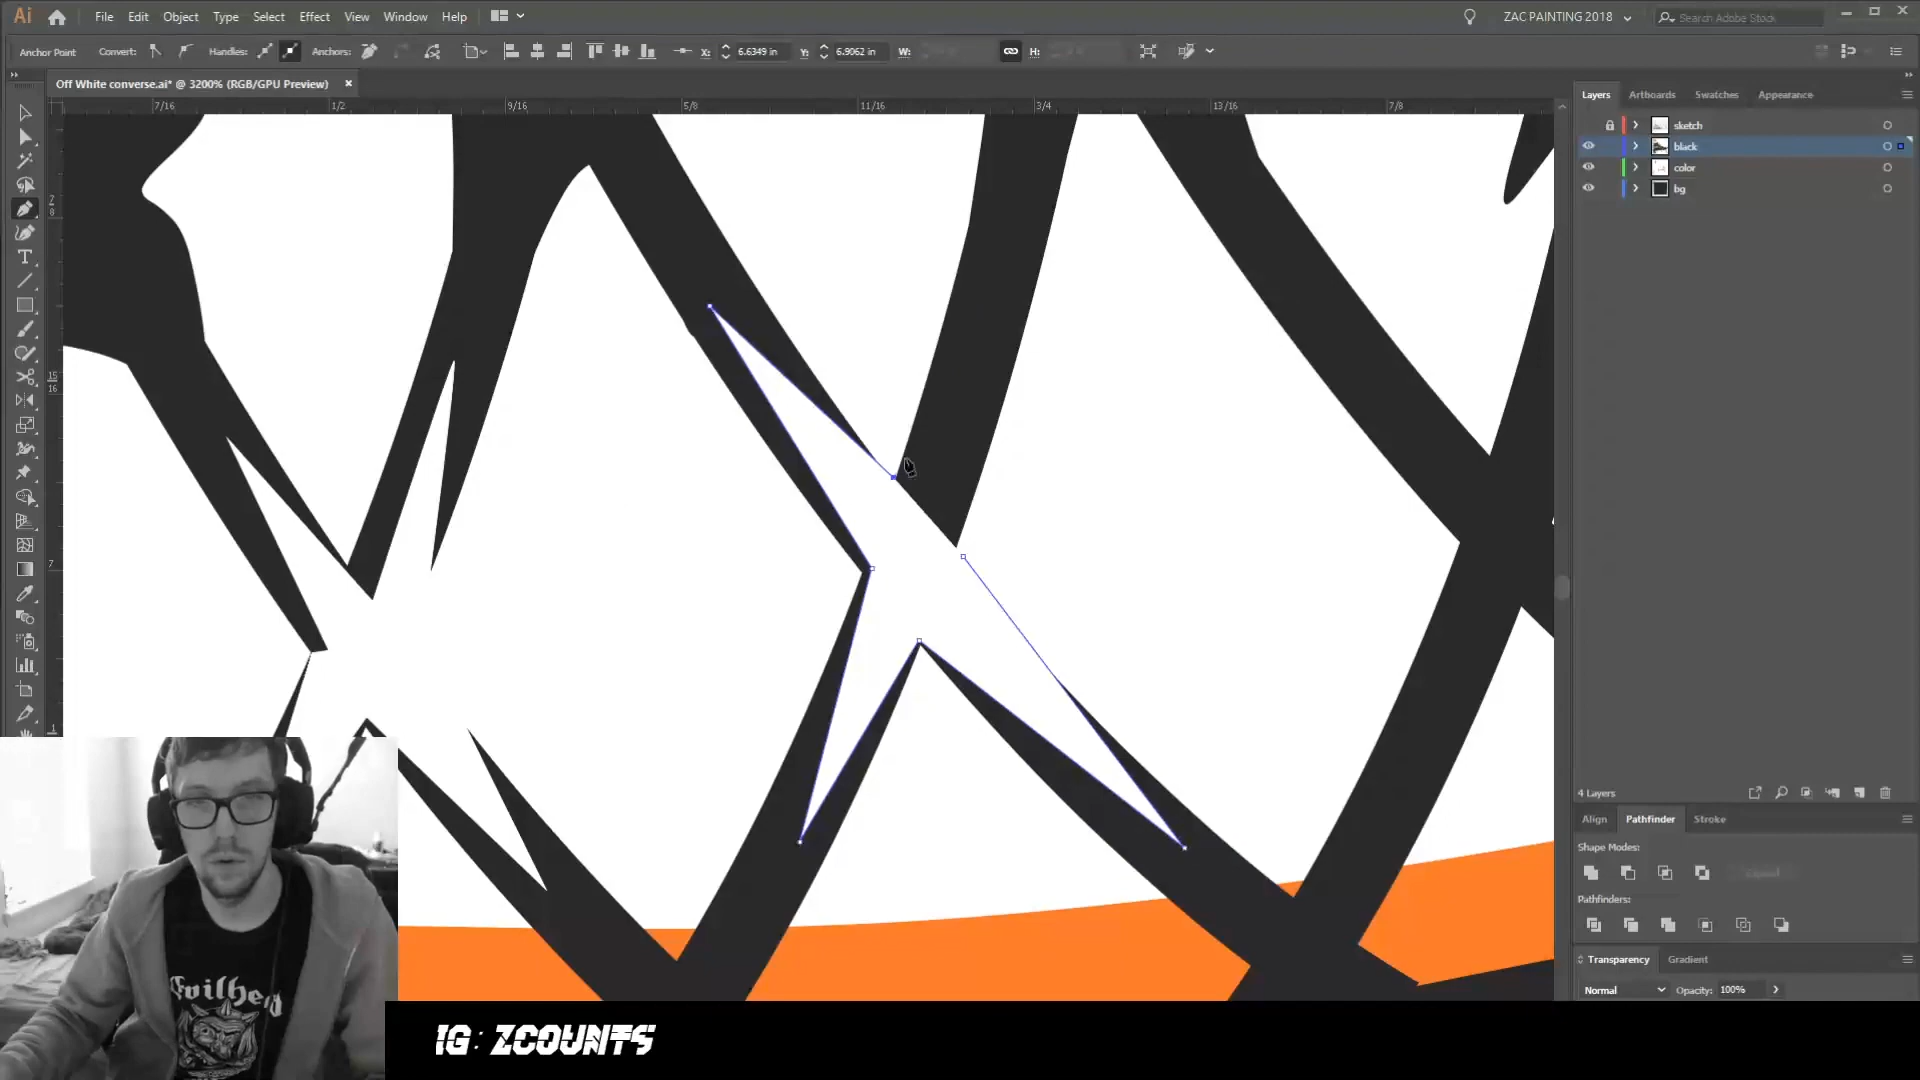 Ai File Edit Object Type Select Effect View Window Help ZAC PAINTING 2018 Search Adobe Stock
Anchor Point Convert: Handles: Anchors: X: 6.6349 in Y: 6.9062 in W: H:
Off White converse.ai* @ 3200% (RGB/GPU Preview) ×
7/16 1/2 9/16 5/8 11/16 3/4 13/16 7/8
Layers Artboards Swatches Appearance
sketch
black
color
bg
4 Layers
Align Pathfinder Stroke
Shape Modes:
Expand
Pathfinders:
Transparency Gradient
Normal Opacity: 100%
Evilhead
IG: ZCOUNTS